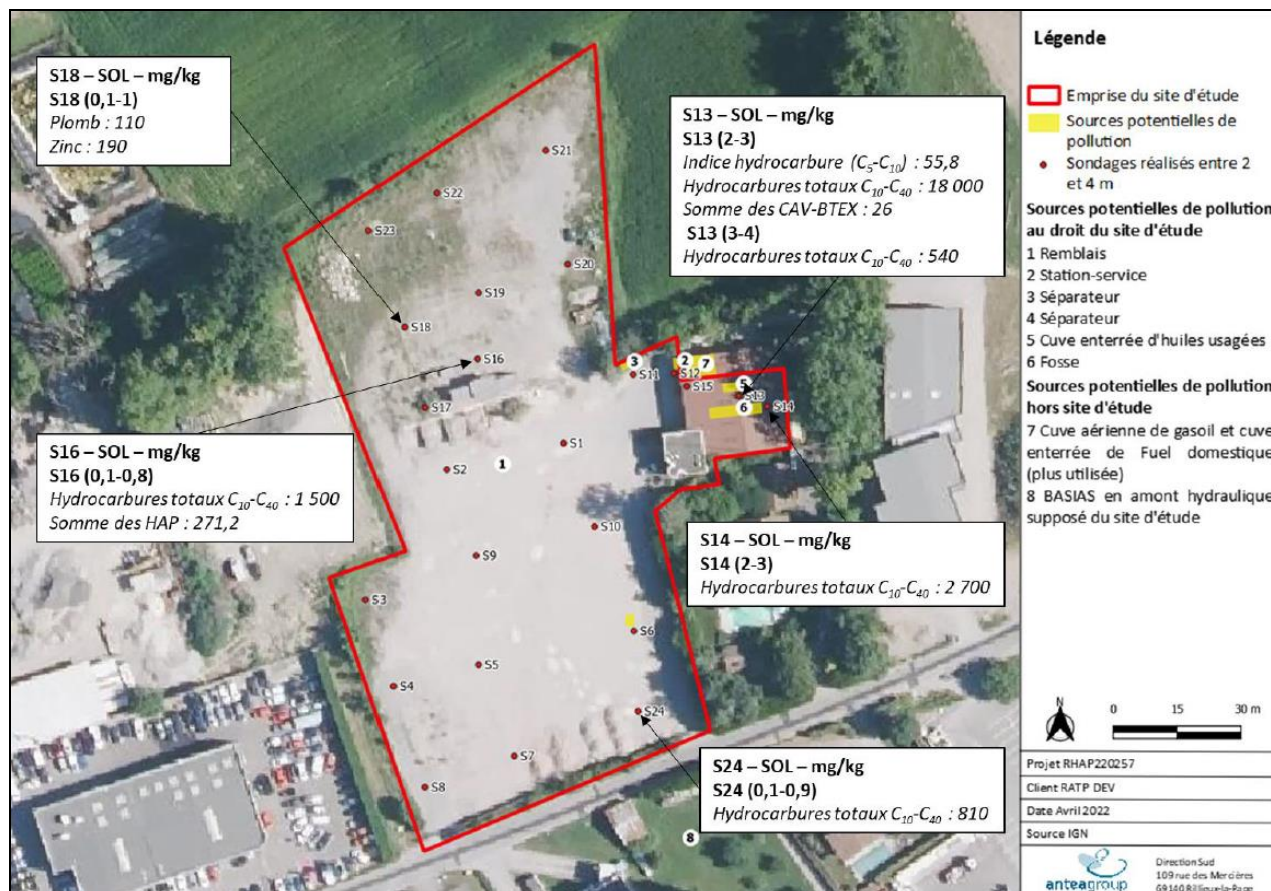 S18 – SOL – mg/kg
S18 (0,1-1)
Plomb : 110
Zinc : 190
S13 – SOL – mg/kg
S13 (2-3)
Indice hydrocarbure (C5-C10) : 55,8
Hydrocarbures totaux C10-C40 : 18 000
Somme des CAV-BTEX : 26
S13 (3-4)
Hydrocarbures totaux C10-C40 : 540
S16 – SOL – mg/kg
S16 (0,1-0,8)
Hydrocarbures totaux C10-C40 : 1 500
Somme des HAP : 271,2
S14 – SOL – mg/kg
S14 (2-3)
Hydrocarbures totaux C10-C40 : 2 700
S24 – SOL – mg/kg
S24 (0,1-0,9)
Hydrocarbures totaux C10-C40 : 810
S21
S22
S23
S20
S19
S18
S16
3
2
7
S11
S12
S15
5
S13
6
S14
S17
S1
1
S2
S10
S9
S3
S6
S5
S4
S24
S7
S8
8
Légende
Emprise du site d'étude
Sources potentielles de
pollution
Sondages réalisés entre 2
et 4 m
Sources potentielles de pollution
au droit du site d'étude
1 Remblais
2 Station-service
3 Séparateur
4 Séparateur
5 Cuve enterrée d'huiles usagées
6 Fosse
Sources potentielles de pollution
hors site d'étude
7 Cuve aérienne de gasoil et cuve
enterrée de Fuel domestique
(plus utilisée)
8 BASIAS en amont hydraulique
supposé du site d'étude
N
0 15 30 m
Projet RHAP220257
Client RATP DEV
Date Avril 2022
Source IGN
anteagroup
Direction Sud
109 rue des Mercières